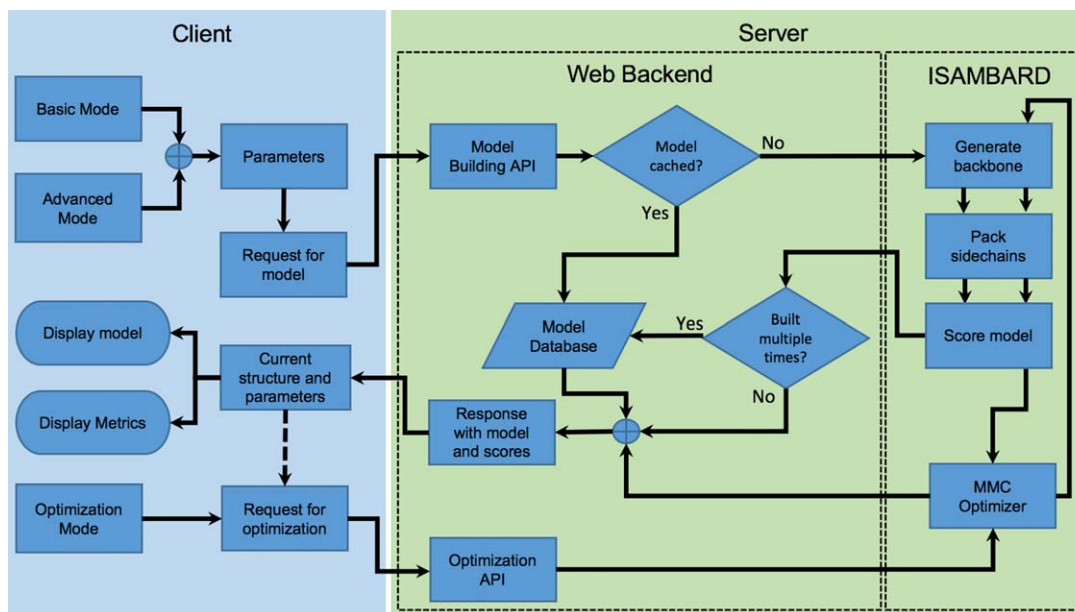 Client
Server
Web Backend
ISAMBARD
Basic Mode
Advanced
Mode
Parameters
Request for
model
Model
Building API
Model
cached?
No
Yes
Generate
backbone
Pack
sidechains
Score model
Built
multiple
times?
Yes
No
Model
Database
Display model
Display Metrics
Current
structure and
parameters
Response
with model
and scores
Optimization
Mode
Request for
optimization
Optimization
API
MMC
Optimizer